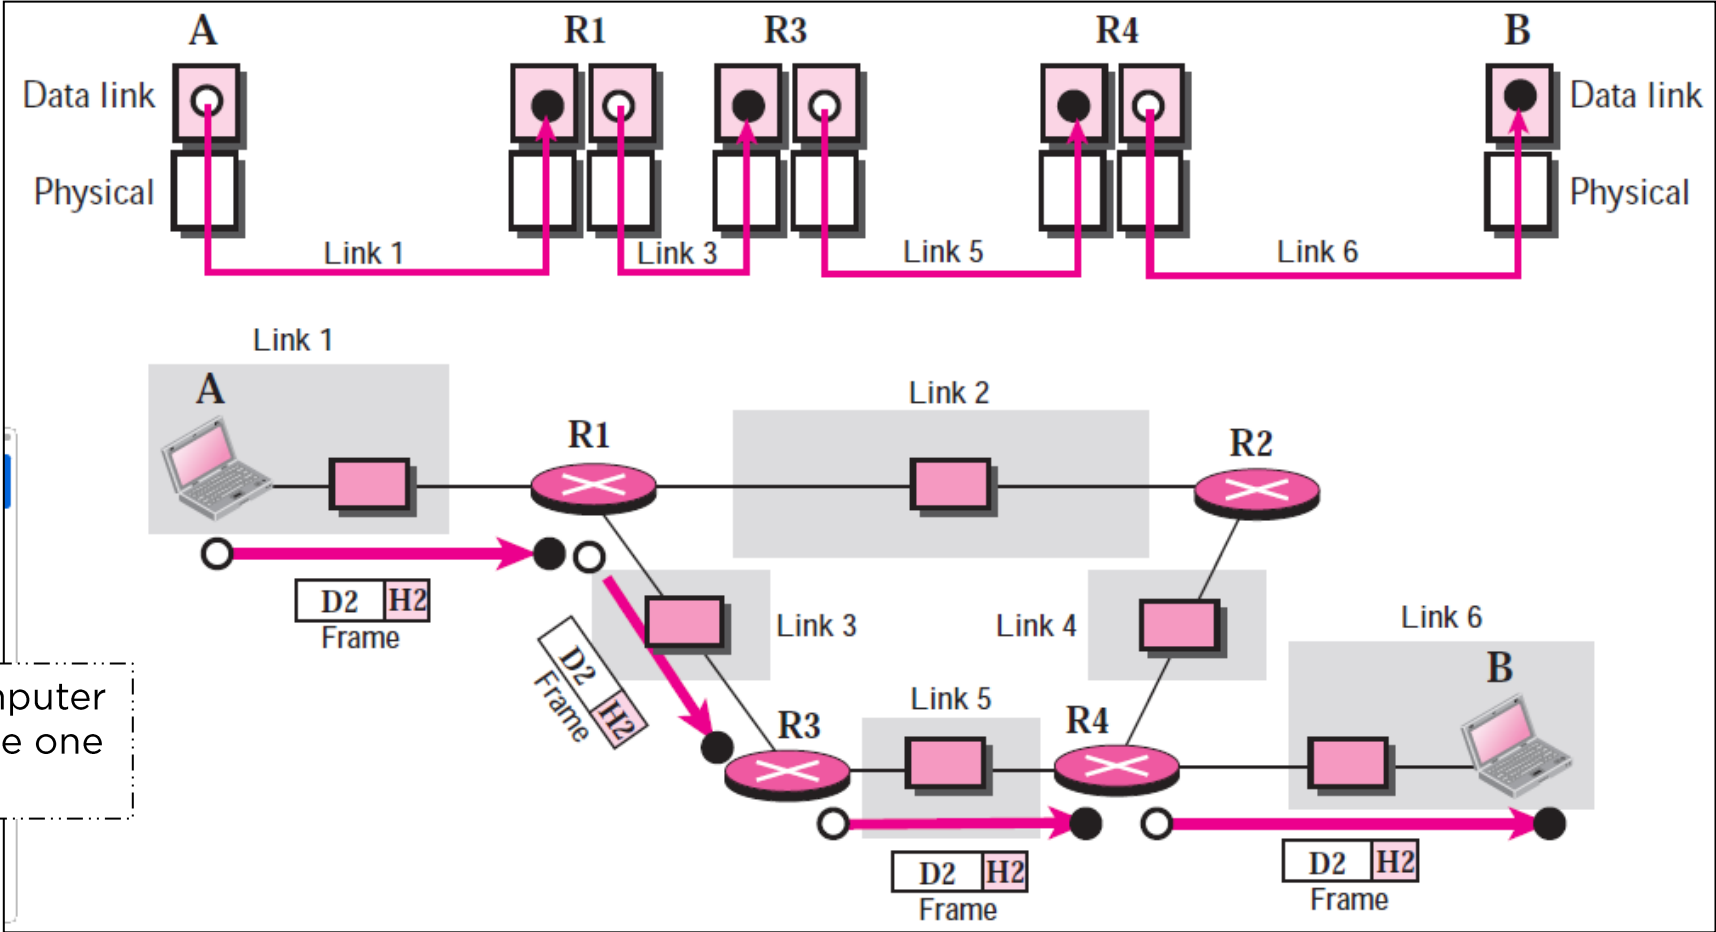 A R1 R3 R4 B
Data link Data link
Physical Physical
Link 1 Link 3 Link 5 Link 6
Link 1
A
Link 2
R1
R2
D2 H2
Frame
Link 3
Link 4
Link 6
D2 H2
Frame
B
Link 5
R3
R4
D2 H2
Frame
D2 H2
Frame
nputer
e one